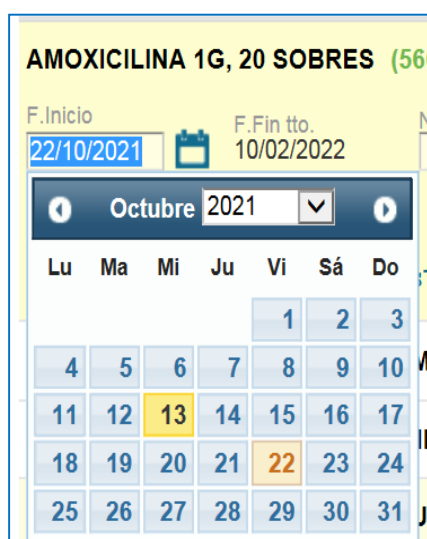 AMOXICILINA 1G, 20 SOBRES (56
F.Inicio F.Fin tto.
22/10/2021 10/02/2022
Octubre 2021
Lu Ma Mi Ju Vi Sá Do
1 2 3
4 5 6 7 8 9 10
11 12 13 14 15 16 17
18 19 20 21 22 23 24
25 26 27 28 29 30 31